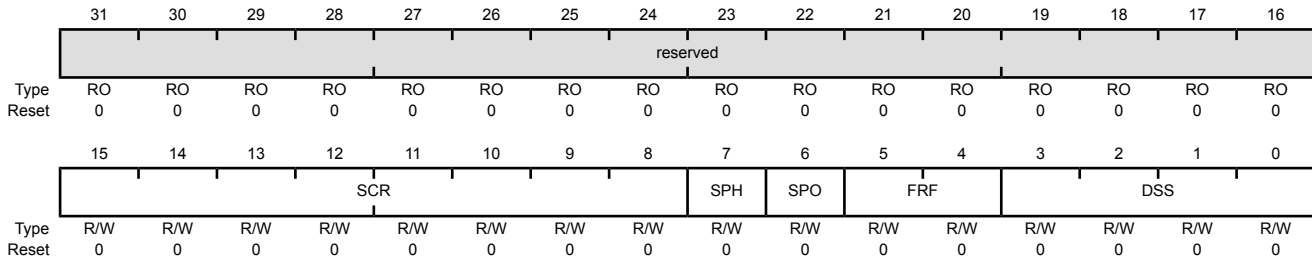 31 30 29 28 27 26 25 24 23 22 21 20 19 18 17 16
reserved
Type RO RO RO RO RO RO RO RO RO RO RO RO RO RO RO RO
Reset 0 0 0 0 0 0 0 0 0 0 0 0 0 0 0 0
15 14 13 12 11 10 9 8 7 6 5 4 3 2 1 0
SCR SPH SPO FRF DSS
Type R/W R/W R/W R/W R/W R/W R/W R/W R/W R/W R/W R/W R/W R/W R/W R/W
Reset 0 0 0 0 0 0 0 0 0 0 0 0 0 0 0 0